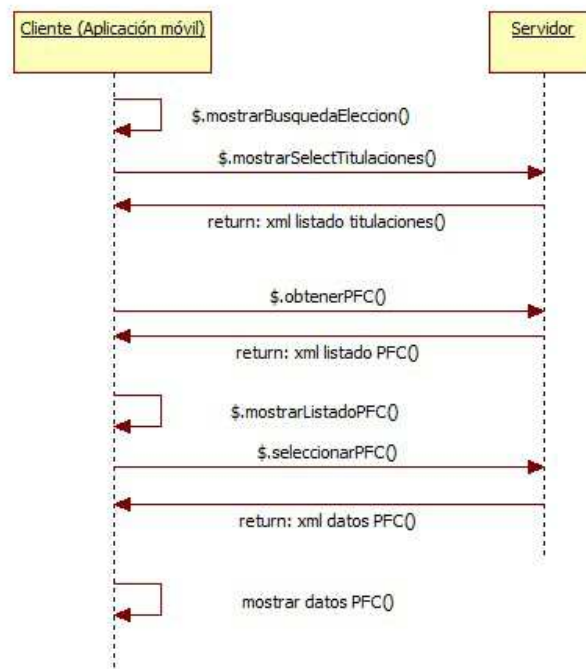 Cliente (Aplicación móvil)
Servidor
$.mostrarBusquedaEleccion()
$.mostrarSelectTitulaciones()
return: xml listado titulaciones()
$.obtenerPFC()
return: xml listado PFC()
$.mostrarListadoPFC()
$.seleccionarPFC()
return: xml datos PFC()
mostrar datos PFC()